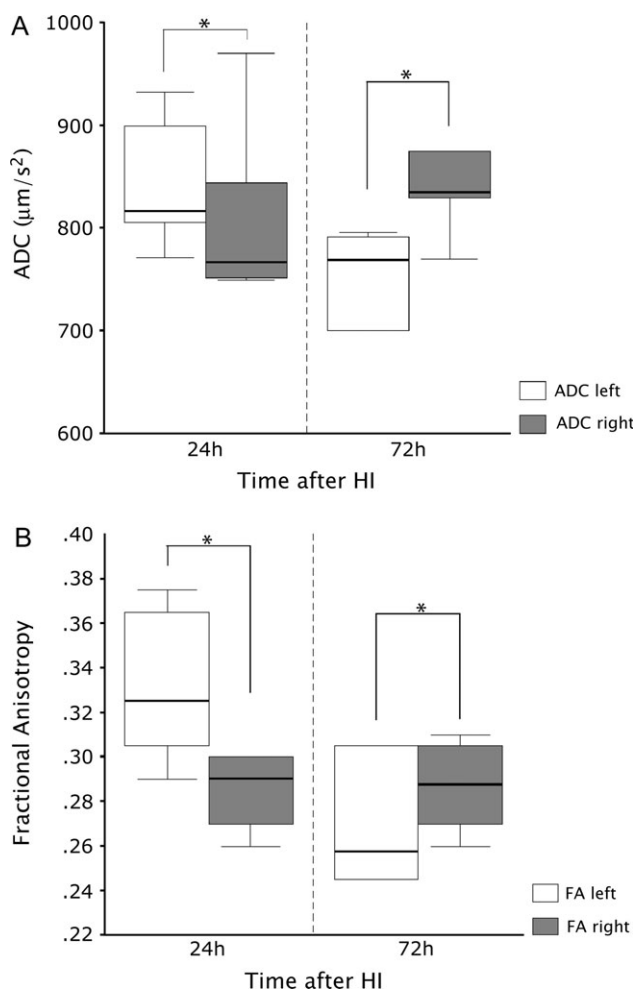 A
1000
*
*
900
ADC (μm/s²)
800
700
ADC left
ADC right
600
24h
72h
Time after HI
B
.40
*
.38
.36
*
.34
Fractional Anisotropy
.32
.30
.28
.26
.24
FA left
FA right
.22
24h
72h
Time after HI